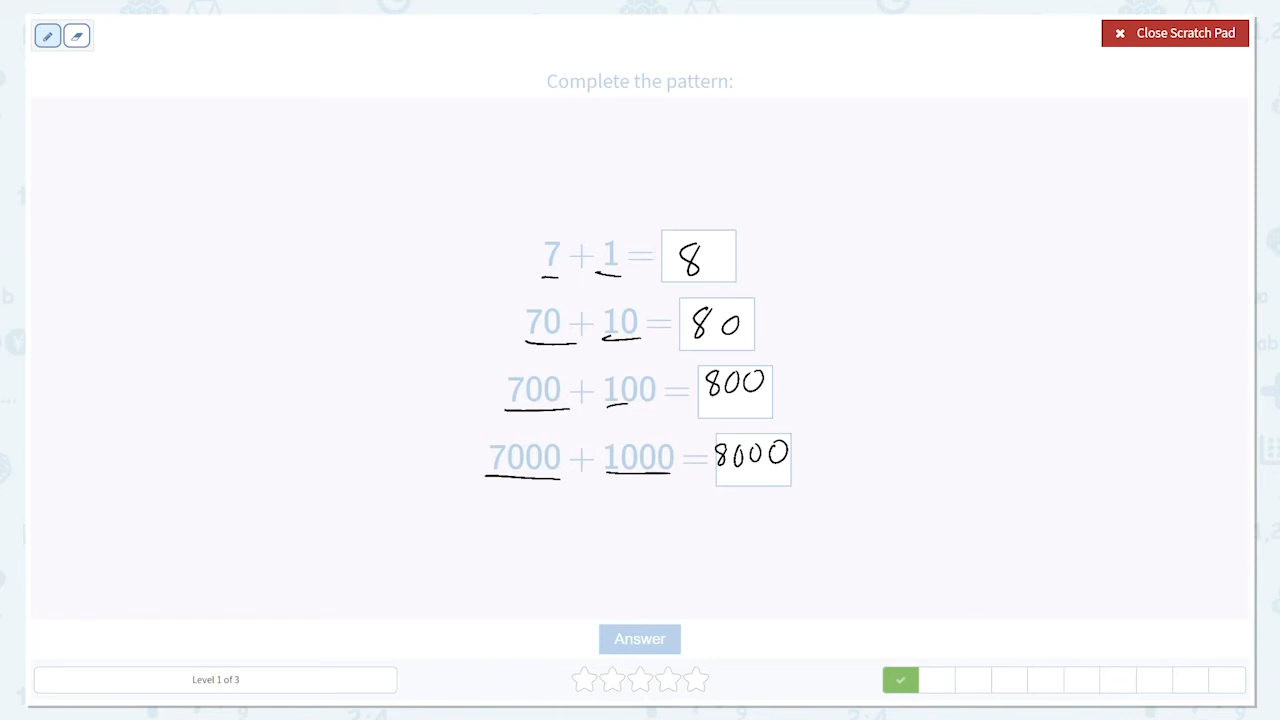 ✖ Close Scratch Pad
Complete the pattern:
7 + 1 = 8
70 + 10 = 80
700 + 100 = 800
7000 + 1000 = 8000
Answer
Level 1 of 3